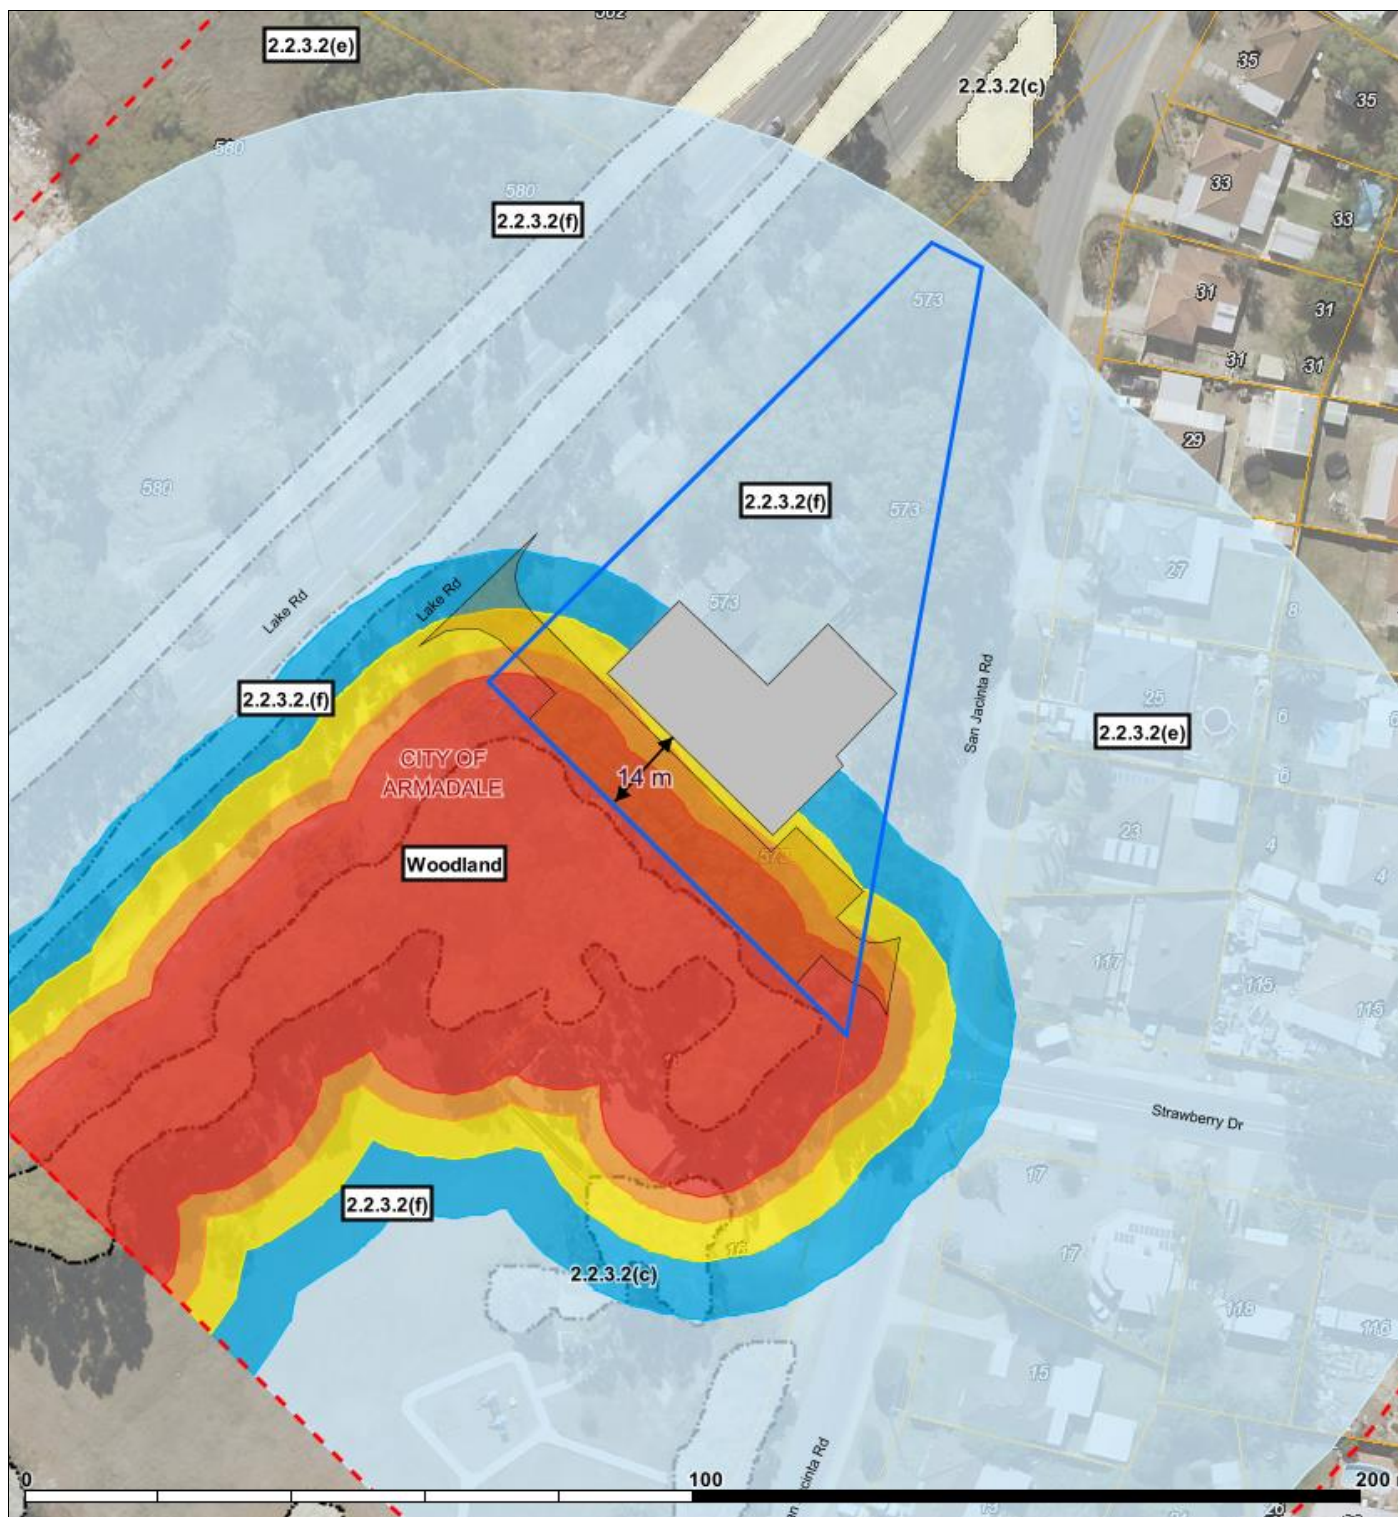 2.2.3.2(e)
2.2.3.2(c)
35
35
580
580
2.2.3.2(f)
33
33
573
31
31
31
31
29
580
2.2.3.2(f)
573
27
8
Lake Rd
Lake Rd
573
San Jacinta Rd
2.2.3.2.(f)
25
6
2.2.3.2(e)
6
CITY OF
ARMADALE
14 m
23
4
4
573
Woodland
117
115
115
Strawberry Dr
17
2.2.3.2(f)
16
17
2.2.3.2(c)
118
116
15
0
100
200